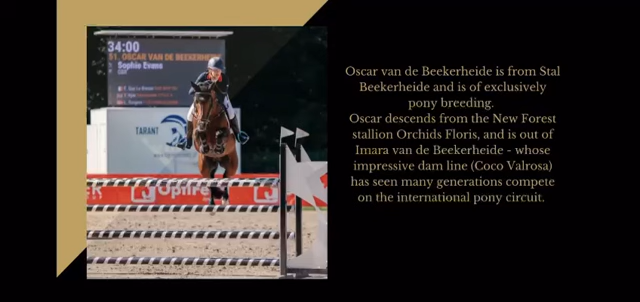 34:00
51. OSCAR VAN DE BEEKERHEIDE
Sophie Evens
TARANT
Oscar van de Beekerheide is from Stal
Beekerheide and is of exclusively
pony breeding.
Oscar descends from the New Forest
stallion Orchids Floris, and is out of
Imara van de Beekerheide - whose
impressive dam line (Coco Valrosa)
has seen many generations compete
on the international pony circuit.